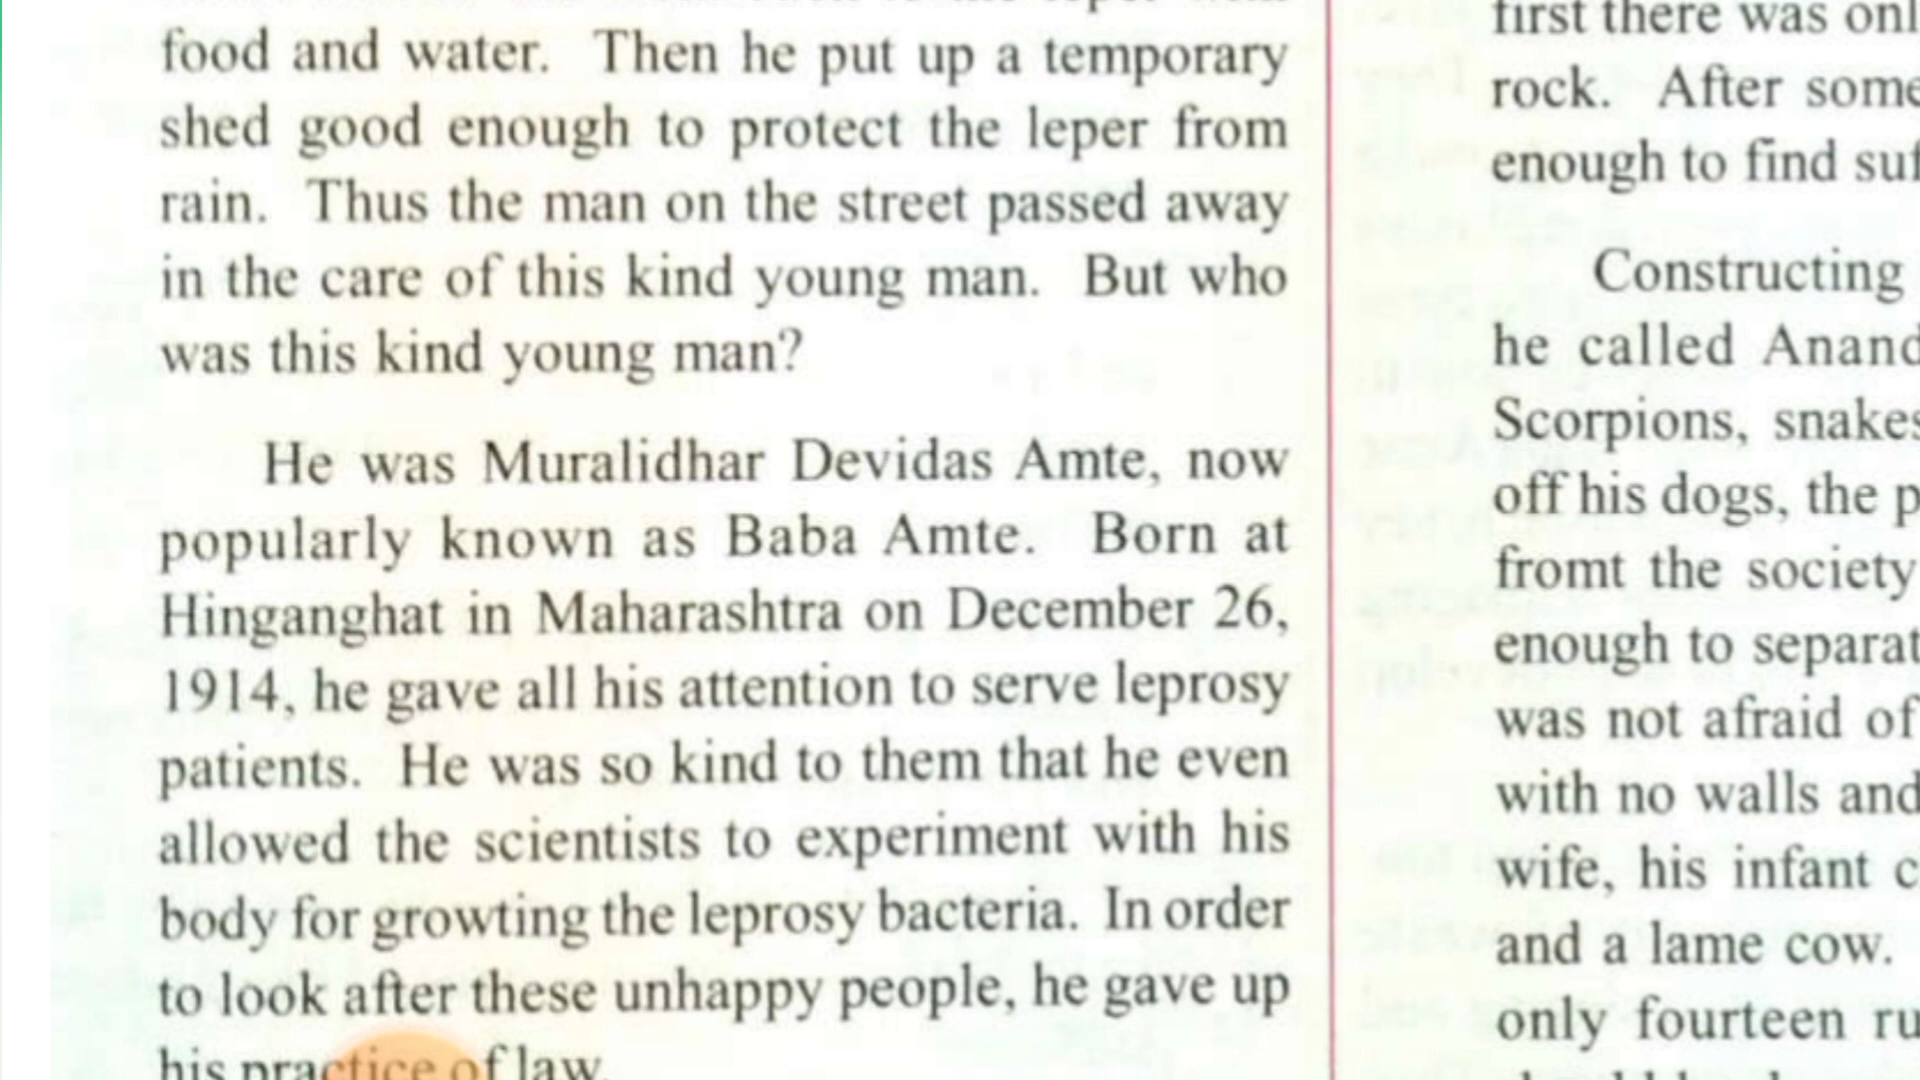 food and water. Then he put up a temporary
shed good enough to protect the leper from
rain. Thus the man on the street passed away
in the care of this kind young man. But who
was this kind young man?
He was Muralidhar Devidas Amte, now
popularly known as Baba Amte. Born at
Hinganghat in Maharashtra on December 26,
1914, he gave all his attention to serve leprosy
patients. He was so kind to them that he even
allowed the scientists to experiment with his
body for growting the leprosy bacteria. In order
to look after these unhappy people, he gave up
his practice of law.
first there was
rock. After some
enough to find
Constructing
he called
Scorpions,
off his dogs, the
fromt the society
enough to
was not afraid of
with no walls and
wife, his infant
and a lame cow.
only fourteen